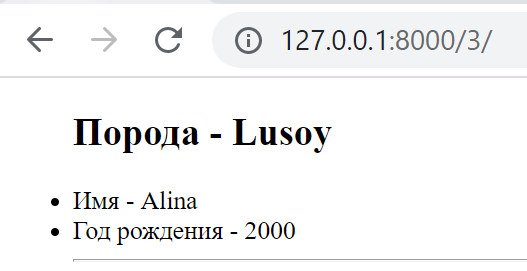 127.0.0.1:8000/3/
Порода - Lusoy
Имя - Alina
Год рождения - 2000